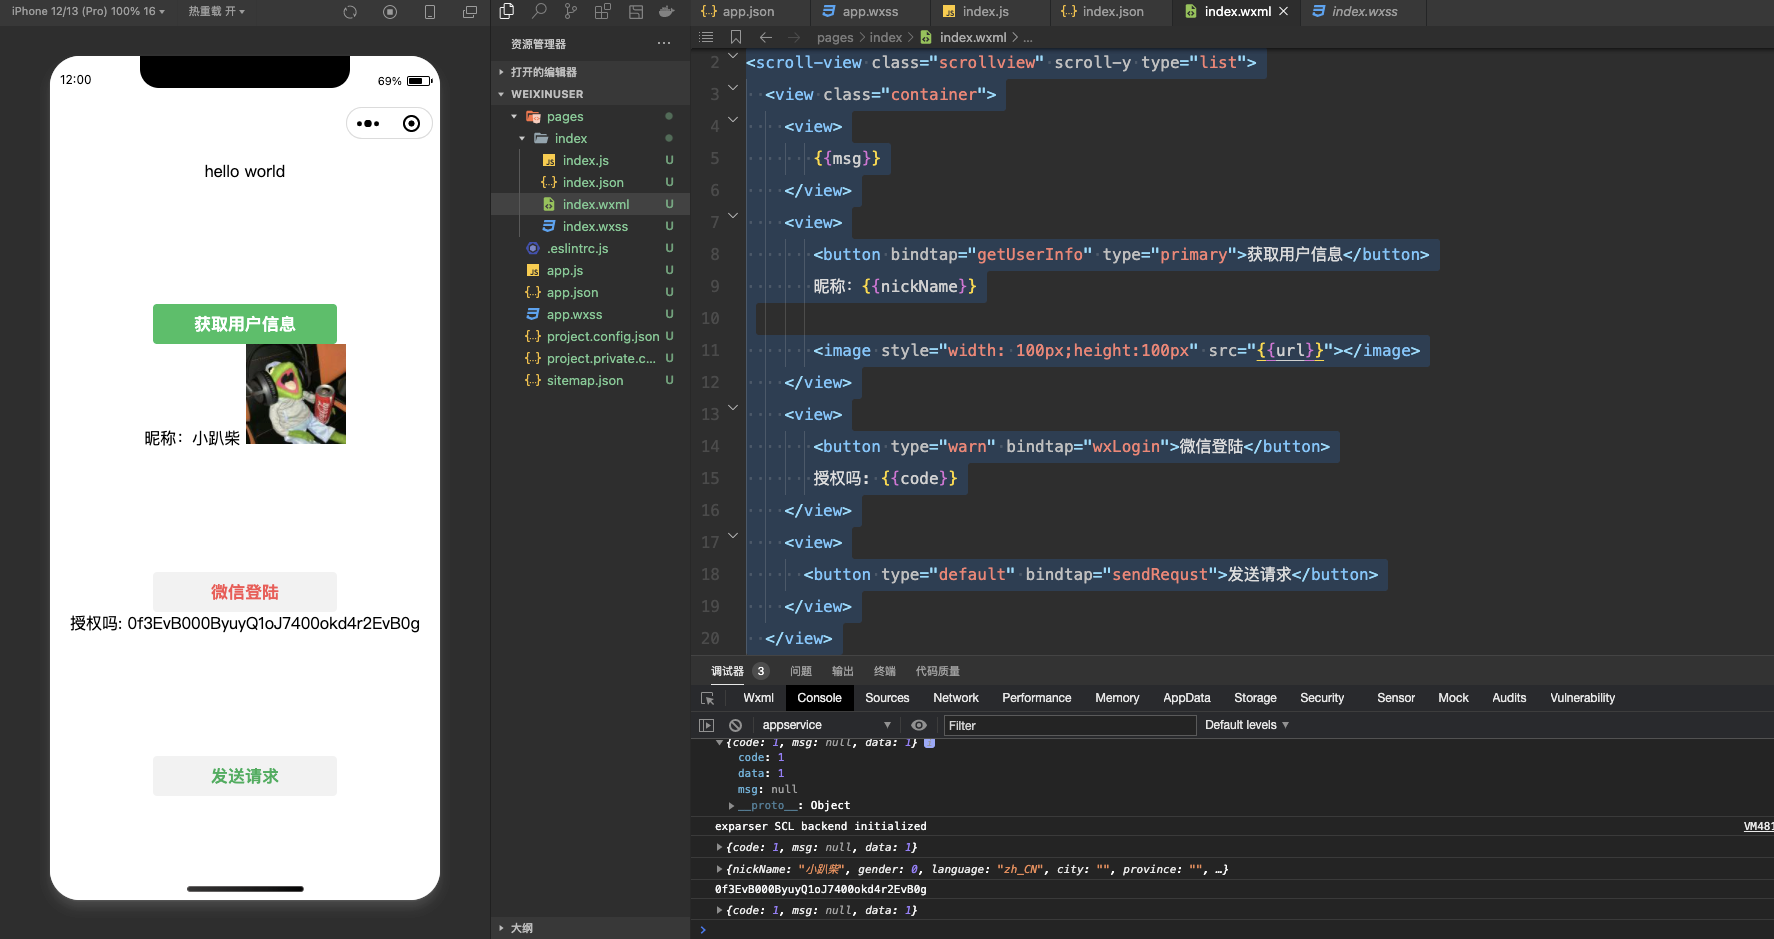 iPhone 12/13 (Pro) 100% 16
热重载 开
12:00
69%
hello world
获取用户信息
昵称：小趴柴
微信登陆
授权吗: 0f3EvB000ByuyQ1oJ7400okd4r2EvB0g
发送请求
资源管理器
打开的编辑器
WEIXINUSER
pages
index
index.js U
index.json U
index.wxml U
index.wxss U
.eslintrc.js U
app.js U
app.json U
app.wxss U
project.config.json U
project.private.c... U
sitemap.json U
大纲
app.json app.wxss index.js index.json index.wxml index.wxss
pages > index > index.wxml > ...
2 <scroll-view class="scrollview" scroll-y type="list">
3 <view class="container">
4 <view>
5 {{msg}}
6 </view>
7 <view>
8 <button bindtap="getUserInfo" type="primary">获取用户信息</button>
9 昵称：{{nickName}}
10
11 <image style="width: 100px;height:100px" src="{{url}}"></image>
12 </view>
13 <view>
14 <button type="warn" bindtap="wxLogin">微信登陆</button>
15 授权吗: {{code}}
16 </view>
17 <view>
18 <button type="default" bindtap="sendRequst">发送请求</button>
19 </view>
20 </view>
调试器 3 问题 输出 终端 代码质量
Wxml Console Sources Network Performance Memory AppData Storage Security Sensor Mock Audits Vulnerability
appservice Filter Default levels
{code: 1, msg: null, data: 1}
code: 1
data: 1
msg: null
__proto__: Object
exparser SCL backend initialized VM481
{code: 1, msg: null, data: 1}
{nickName: "小趴柴", gender: 0, language: "zh_CN", city: "", province: "", …}
0f3EvB000ByuyQ1oJ7400okd4r2EvB0g
{code: 1, msg: null, data: 1}